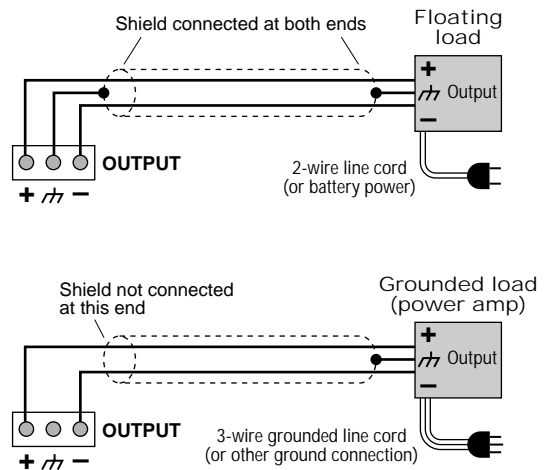 Shield connected at both ends
Floating
load
+
Output
−
OUTPUT
+ −
2-wire line cord
(or battery power)
Shield not connected
at this end
Grounded load
(power amp)
+
Output
−
OUTPUT
+ −
3-wire grounded line cord
(or other ground connection)